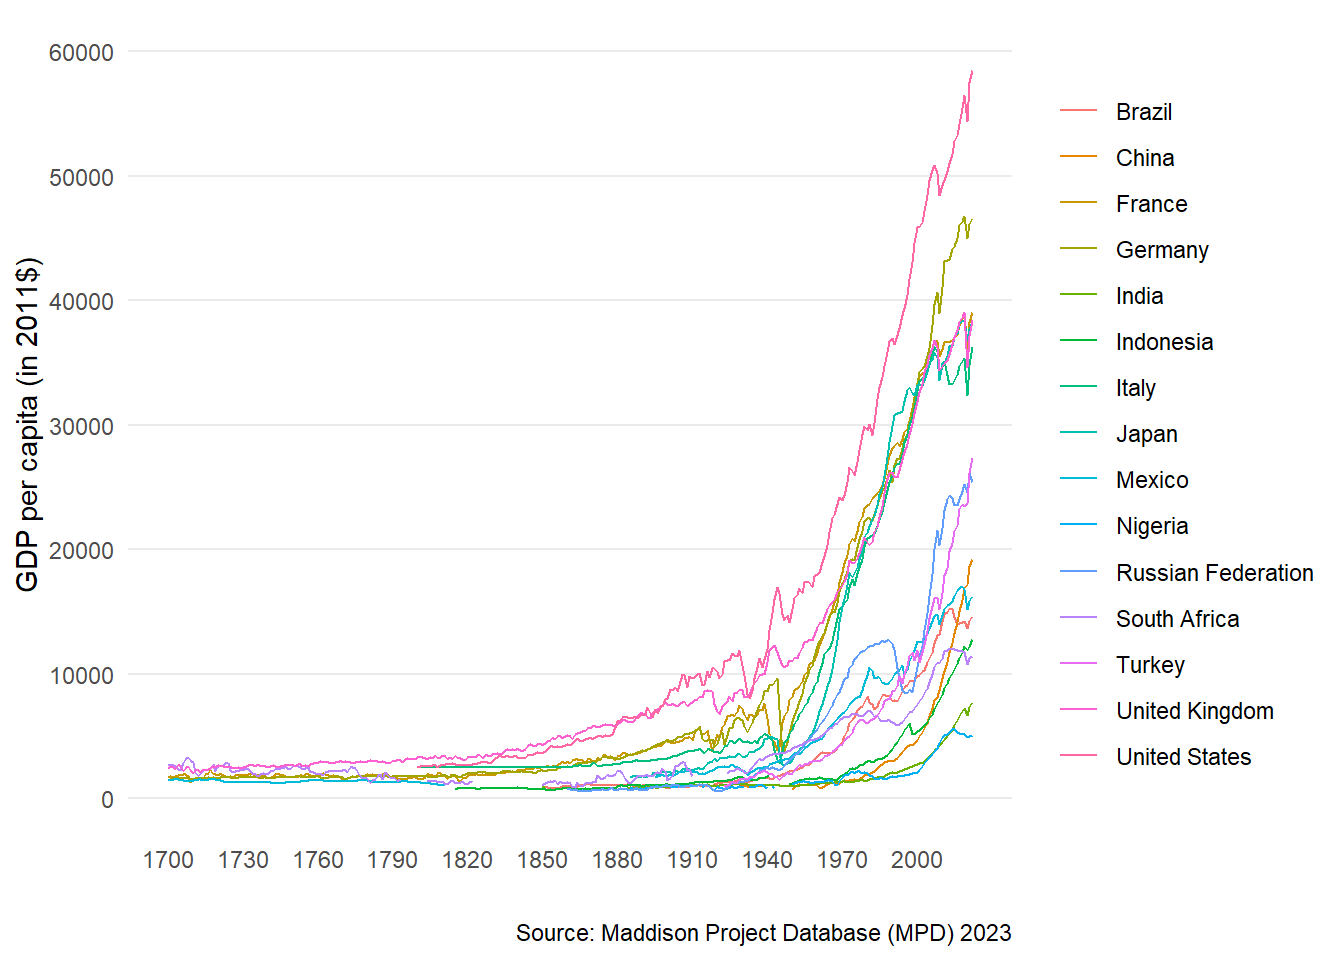 GDP per capita (in 2011$)
60000
50000
40000
30000
20000
10000
0
1700 1730 1760 1790 1820 1850 1880 1910 1940 1970 2000
Brazil
China
France
Germany
India
Indonesia
Italy
Japan
Mexico
Nigeria
Russian Federation
South Africa
Turkey
United Kingdom
United States
Source: Maddison Project Database (MPD) 2023